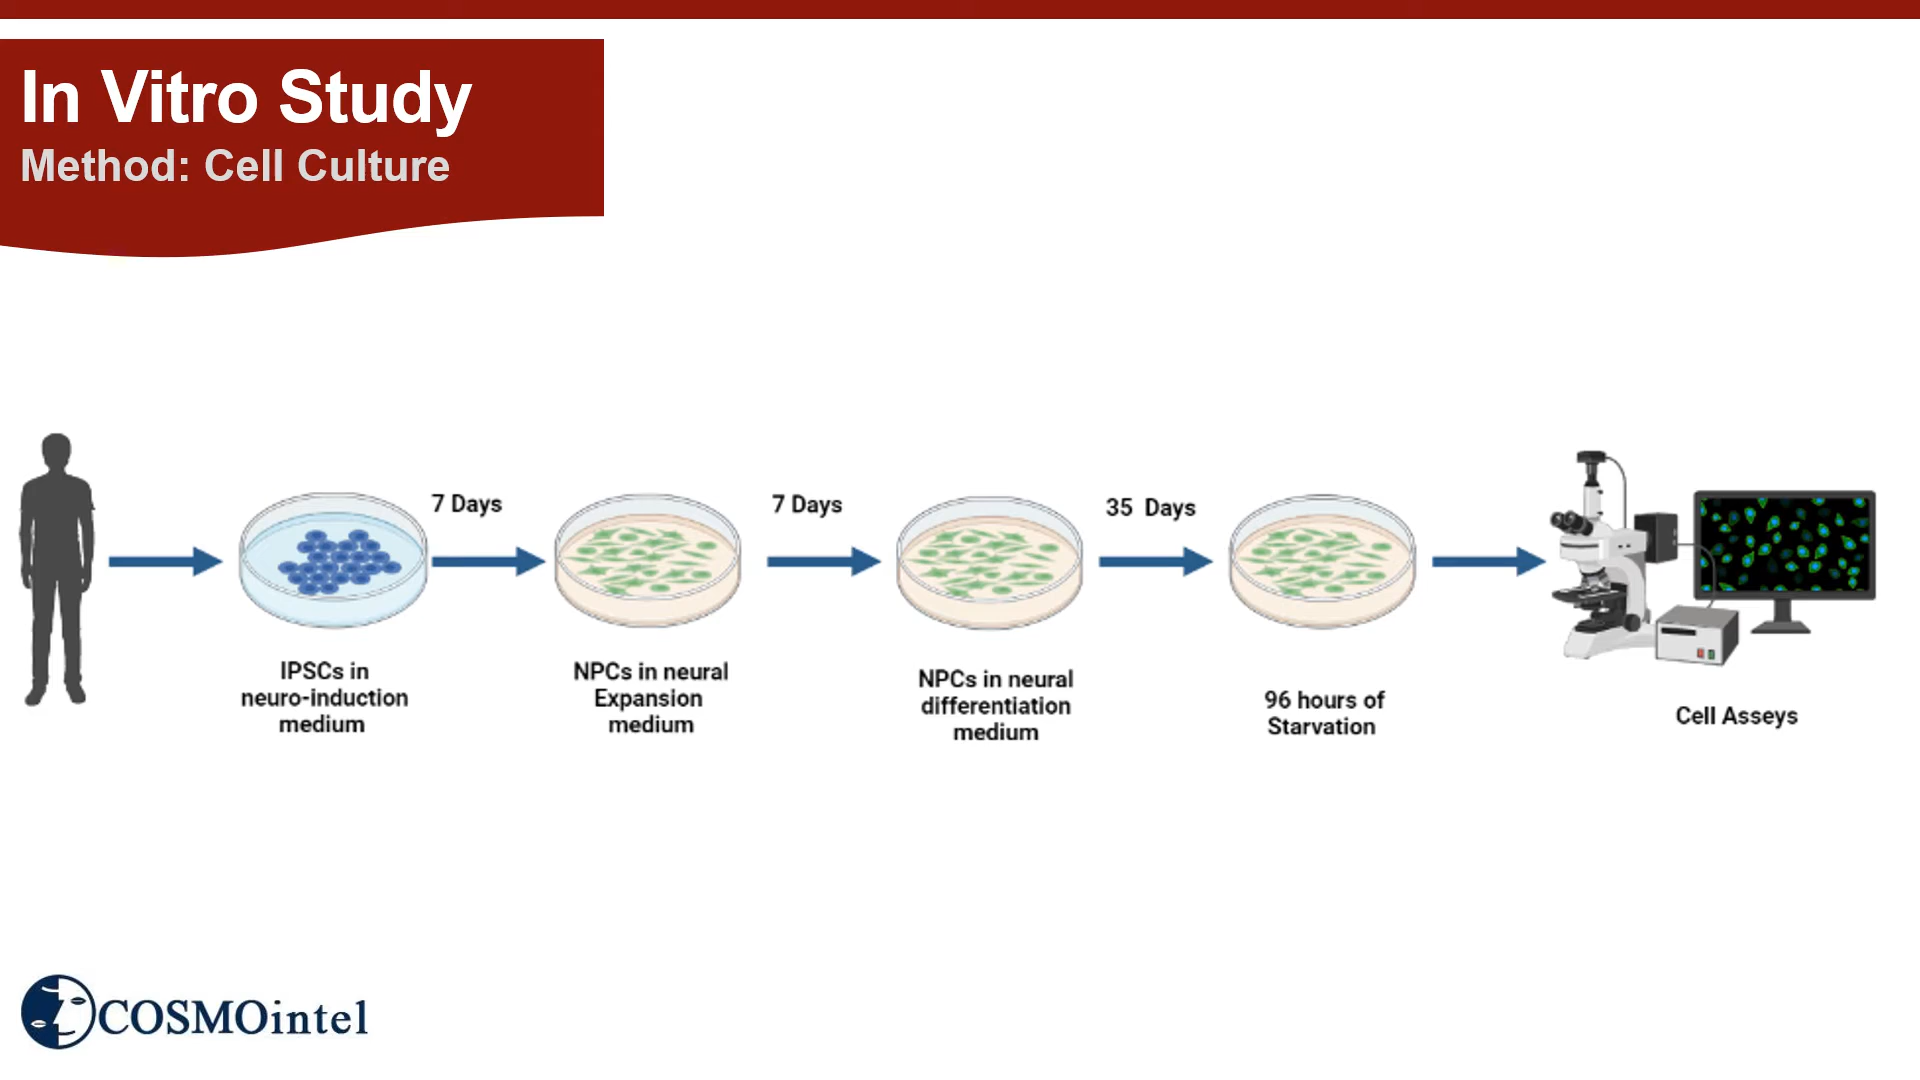 In Vitro Study
Method: Cell Culture
7 Days
7 Days
35 Days
IPSCs in
neuro-induction
medium
NPCs in neural
Expansion
medium
NPCs in neural
differentiation
medium
96 hours of
Starvation
Cell Asseys
COSMOintel